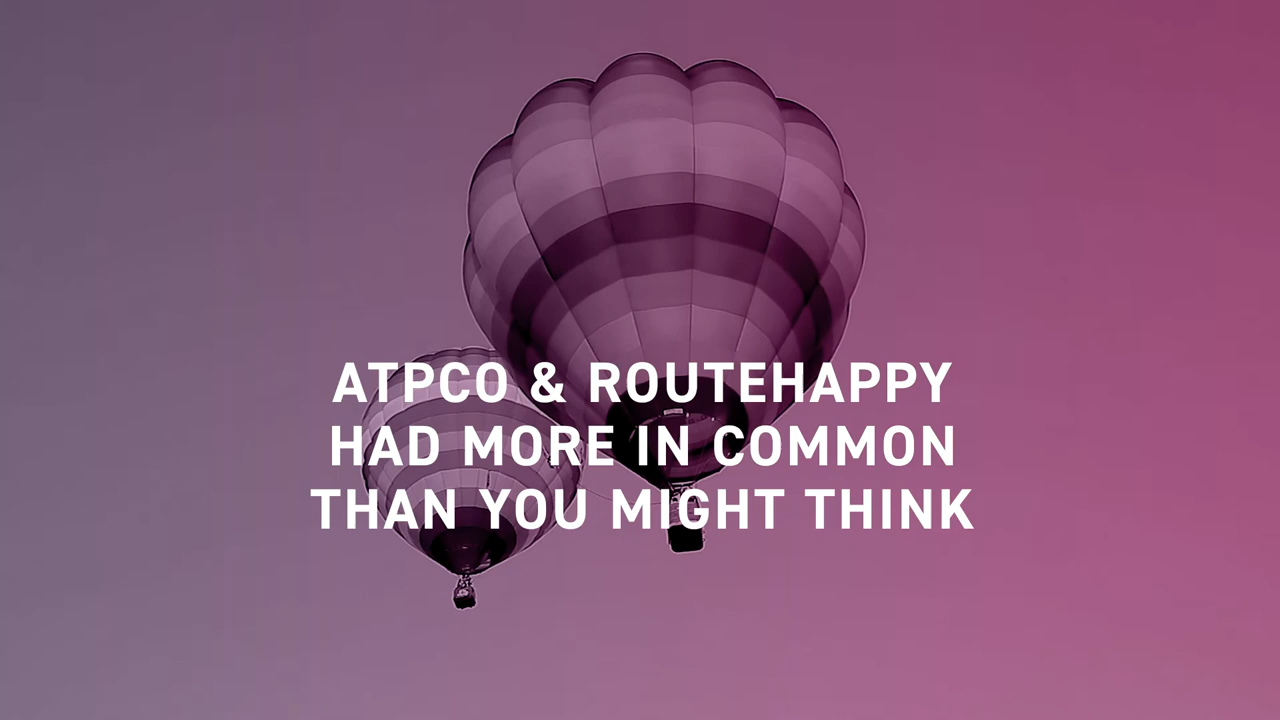 ATPCO & ROUTEHAPPY
HAD MORE IN COMMON
THAN YOU MIGHT THINK